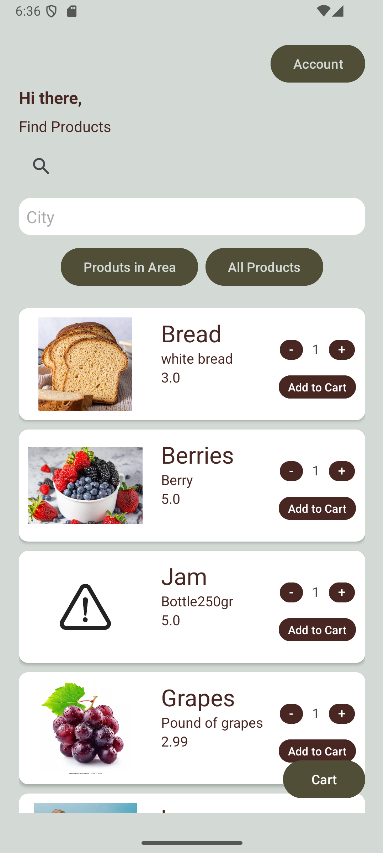 6:36
Account
Hi there,
Find Products
City
Produts in Area
All Products
Bread
white bread
3.0
- 1 +
Add to Cart
Berries
Berry
5.0
- 1 +
Add to Cart
Jam
Bottle250gr
5.0
- 1 +
Add to Cart
Grapes
Pound of grapes
2.99
- 1 +
Add to Cart
Cart